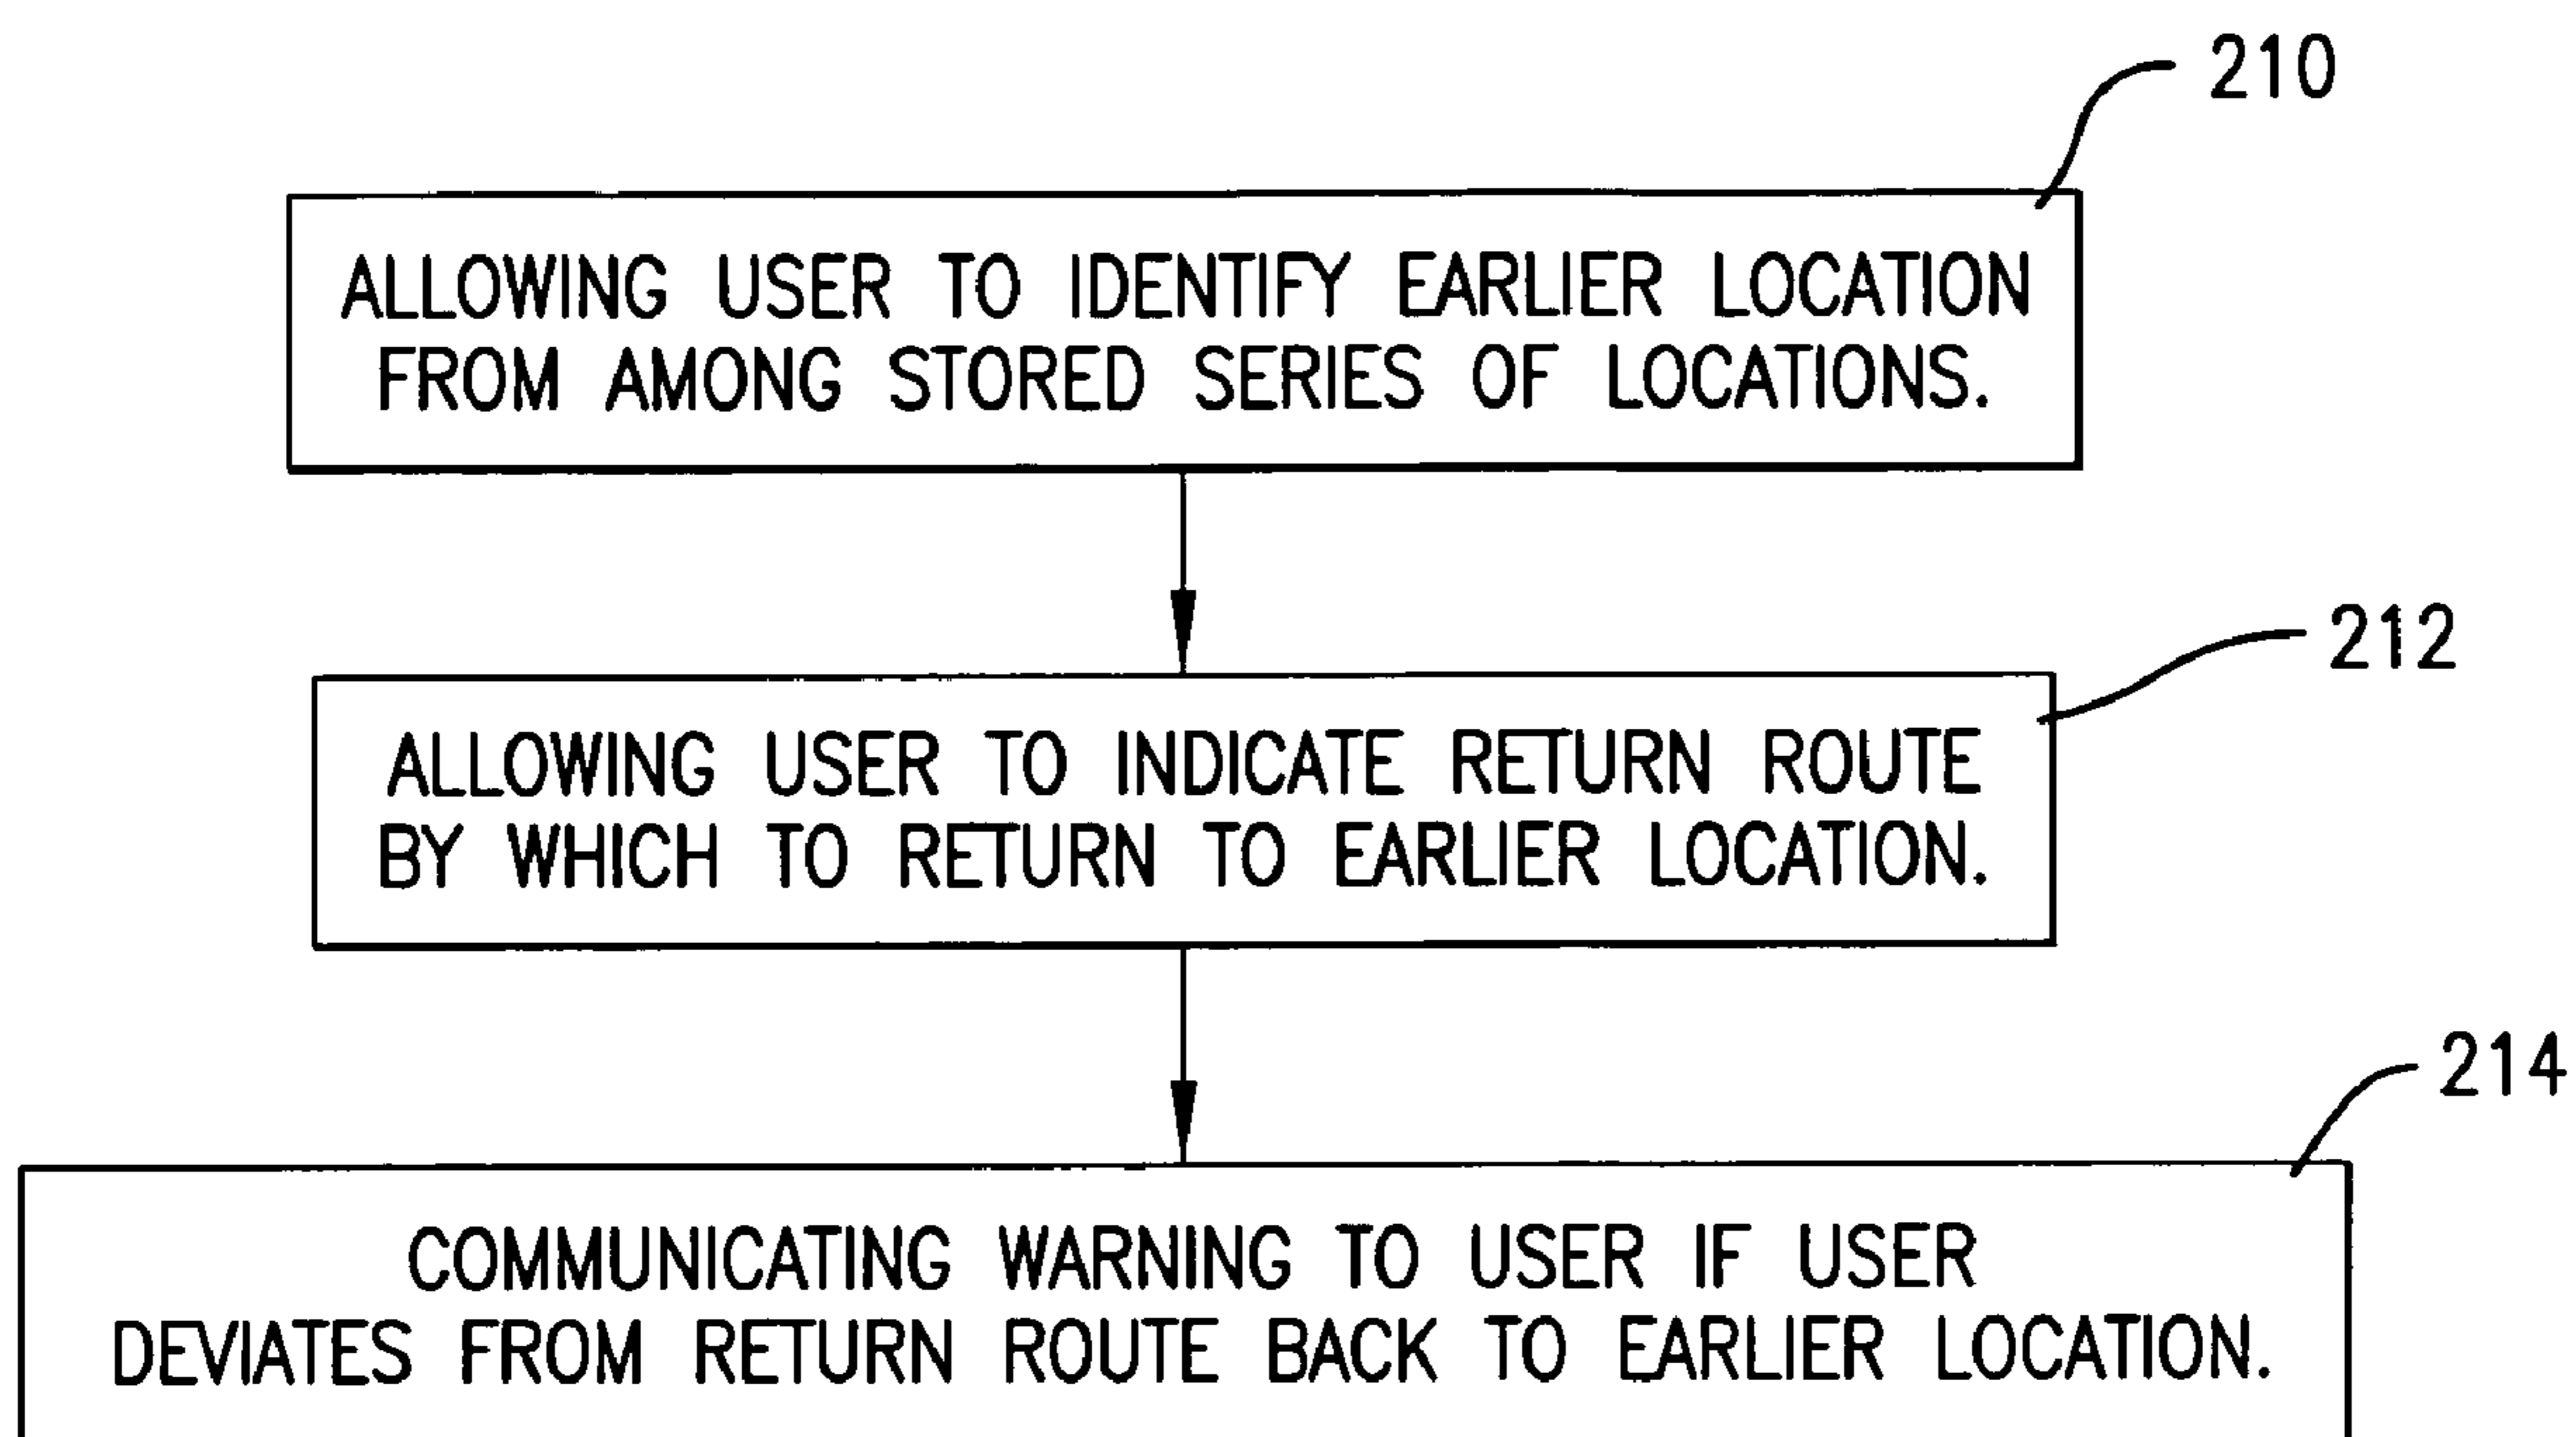 210
ALLOWING USER TO IDENTIFY EARLIER LOCATION
FROM AMONG STORED SERIES OF LOCATIONS.
212
ALLOWING USER TO INDICATE RETURN ROUTE
BY WHICH TO RETURN TO EARLIER LOCATION.
214
COMMUNICATING WARNING TO USER IF USER
DEVIATES FROM RETURN ROUTE BACK TO EARLIER LOCATION.